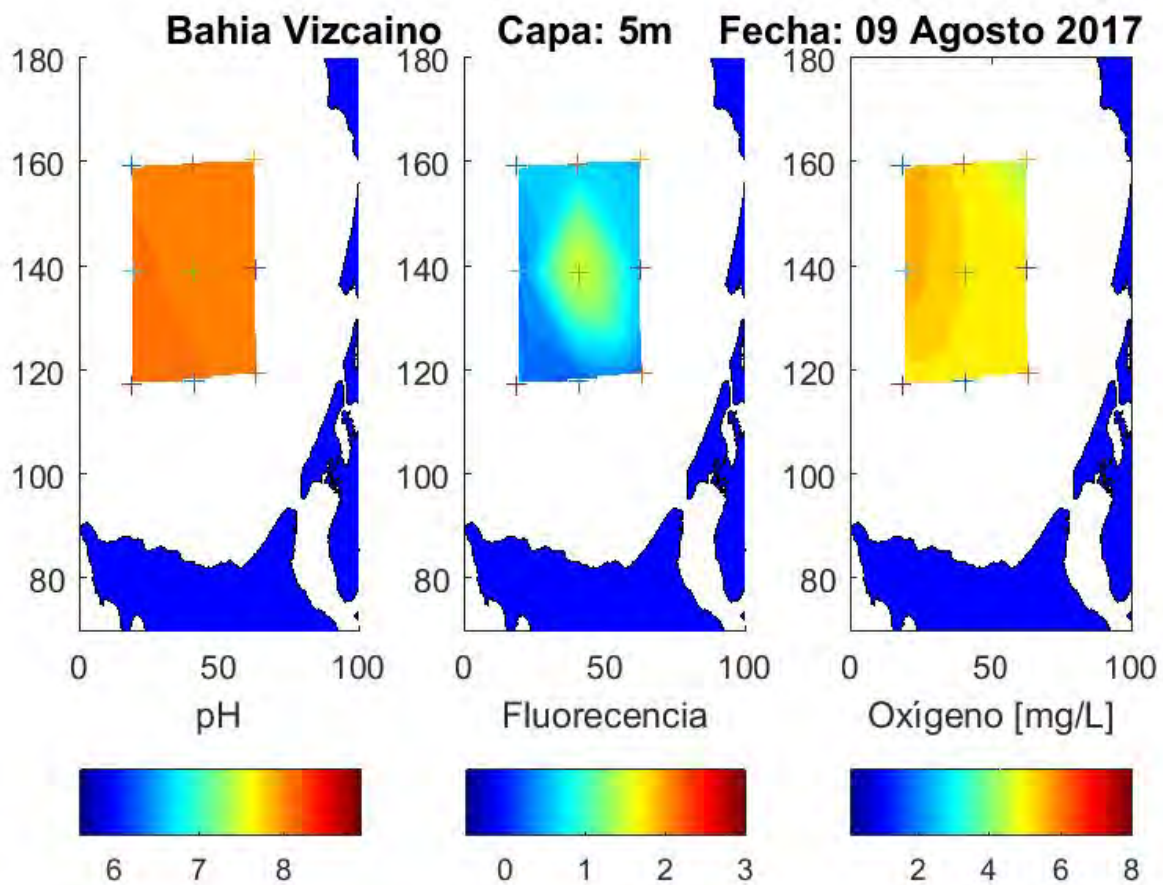 Bahia Vizcaino Capa: 5m Fecha: 09 Agosto 2017
180 180 180
160 160 160
140 140 140
120 120 120
100 100 100
80 80 80
0 50 100 0 50 100 0 50 100
pH Fluorecencia Oxígeno [mg/L]
6 7 8 0 1 2 3 2 4 6 8